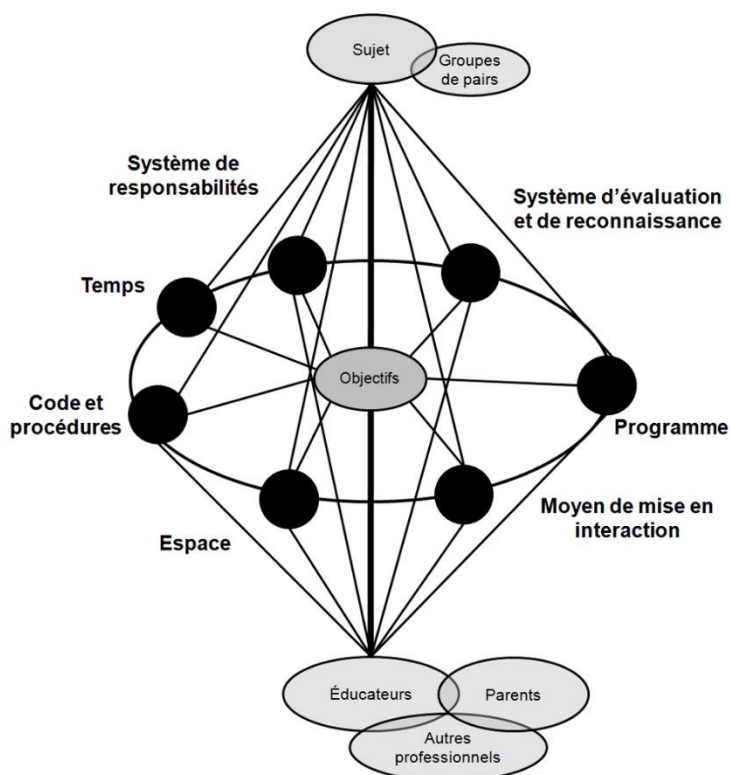 Sujet
Groupes
de pairs
Système de
responsabilités
Système d’évaluation
et de reconnaissance
Temps
Objectifs
Code et
procédures
Programme
Espace
Moyen de mise en
interaction
Éducateurs
Parents
Autres
professionnels